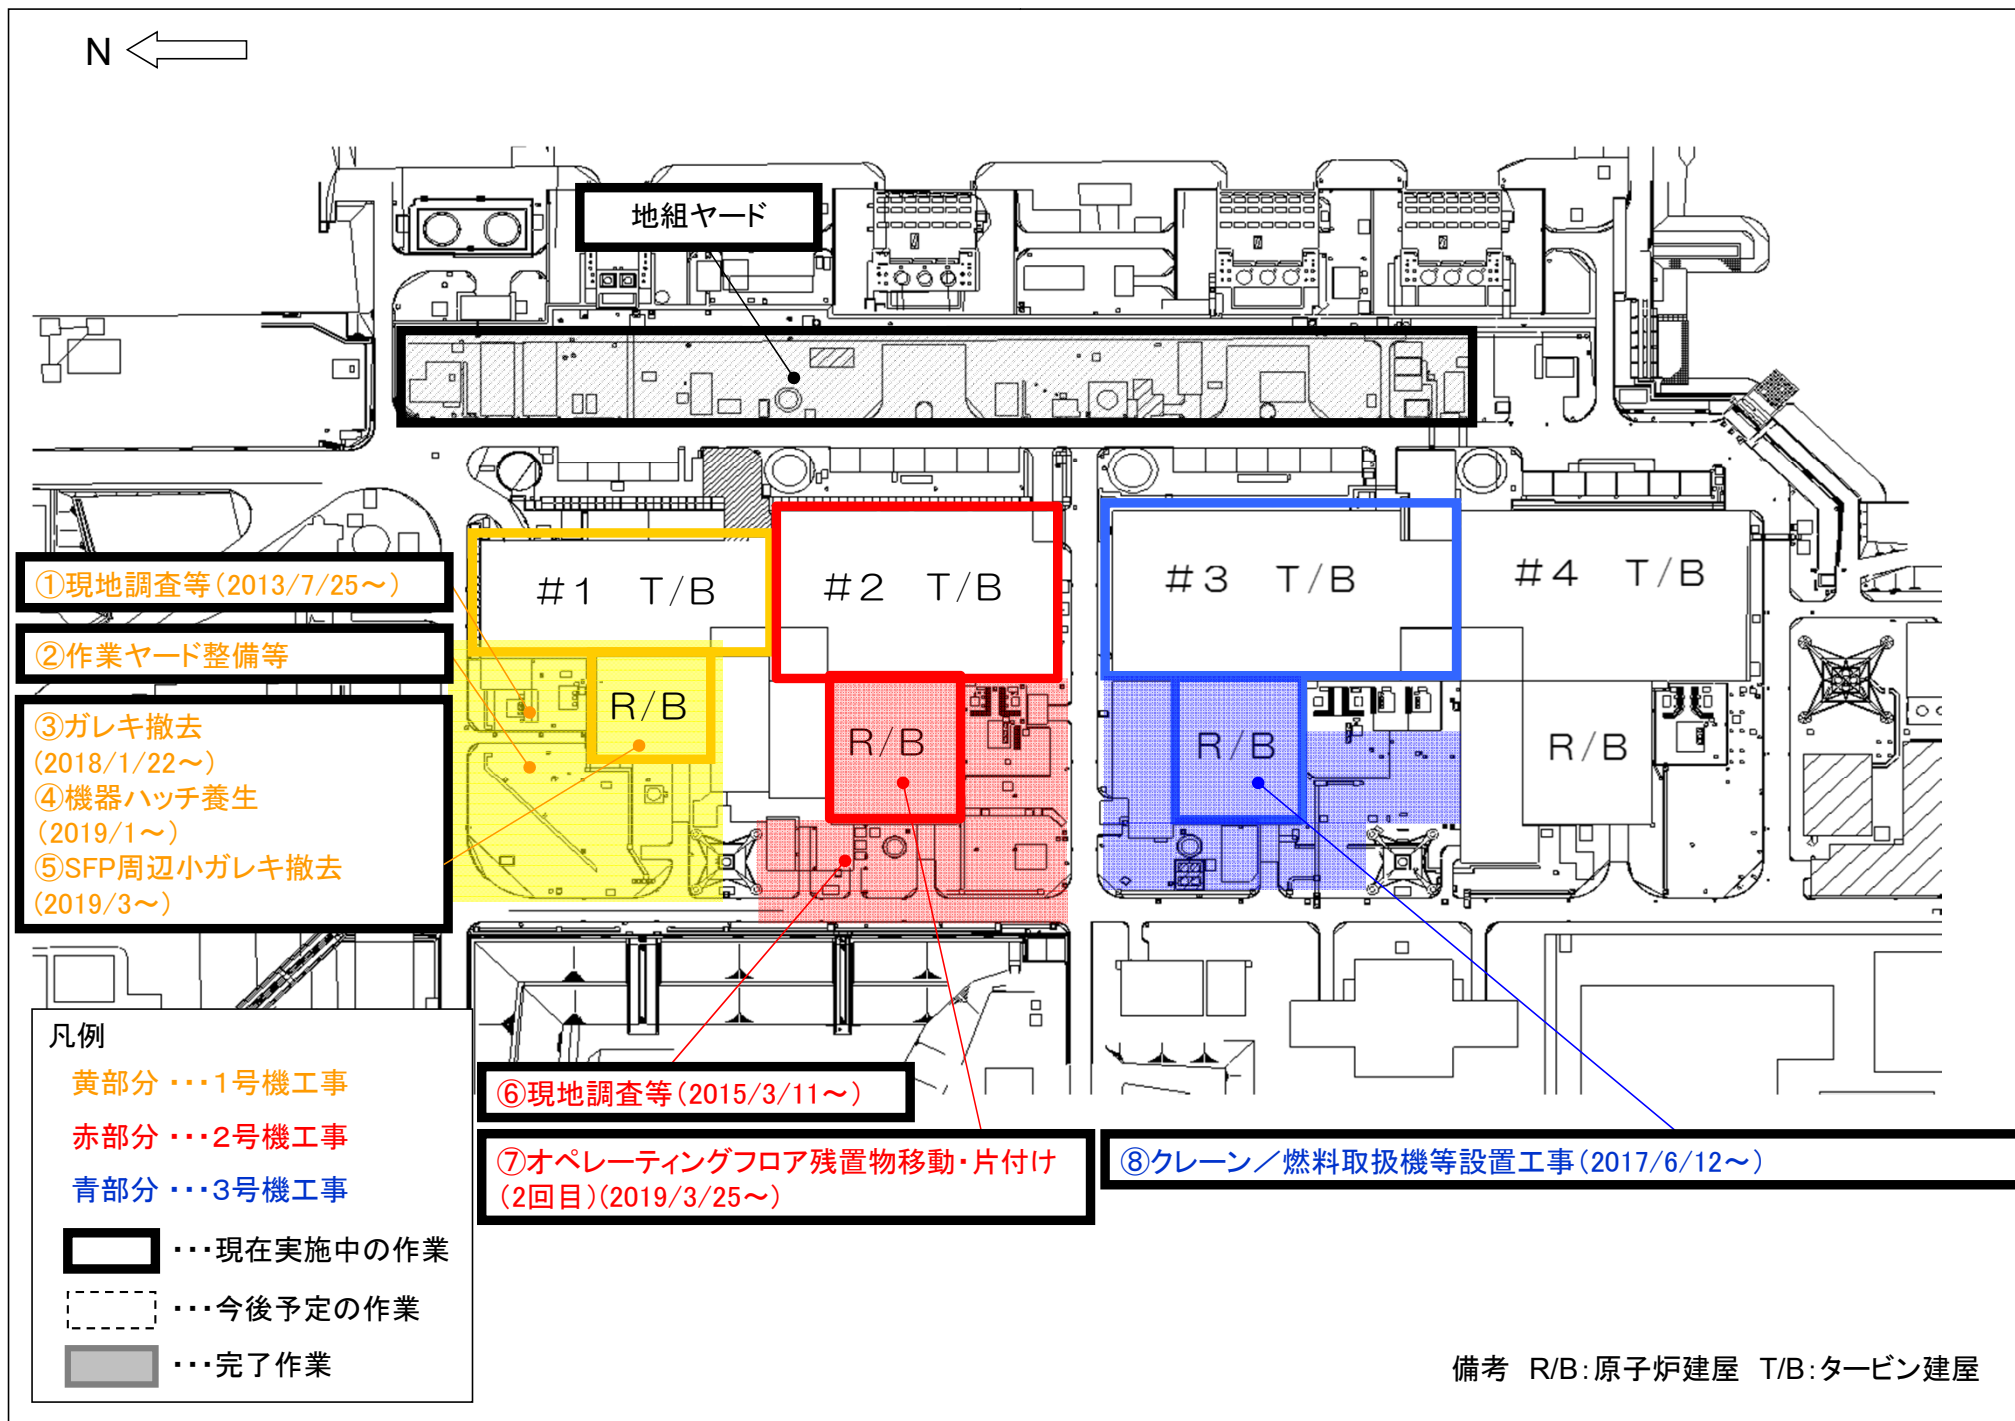 N
地組ヤード
#1 T/B
#2 T/B
#3 T/B
#4 T/B
R/B
R/B
R/B
R/B
①現地調査等(2013/7/25～)
②作業ヤード整備等
③ガレキ撤去
(2018/1/22～)
④機器ハッチ養生
(2019/1～)
⑤SFP周辺小ガレキ撤去
(2019/3～)
⑥現地調査等(2015/3/11～)
⑦オペレーティングフロア残置物移動・片付け
(2回目)(2019/3/25～)
⑧クレーン／燃料取扱機等設置工事(2017/6/12～)
凡例
黄部分 ･･･1号機工事
赤部分 ･･･2号機工事
青部分 ･･･3号機工事
･･･現在実施中の作業
･･･今後予定の作業
･･･完了作業
備考 R/B：原子炉建屋 T/B：タービン建屋